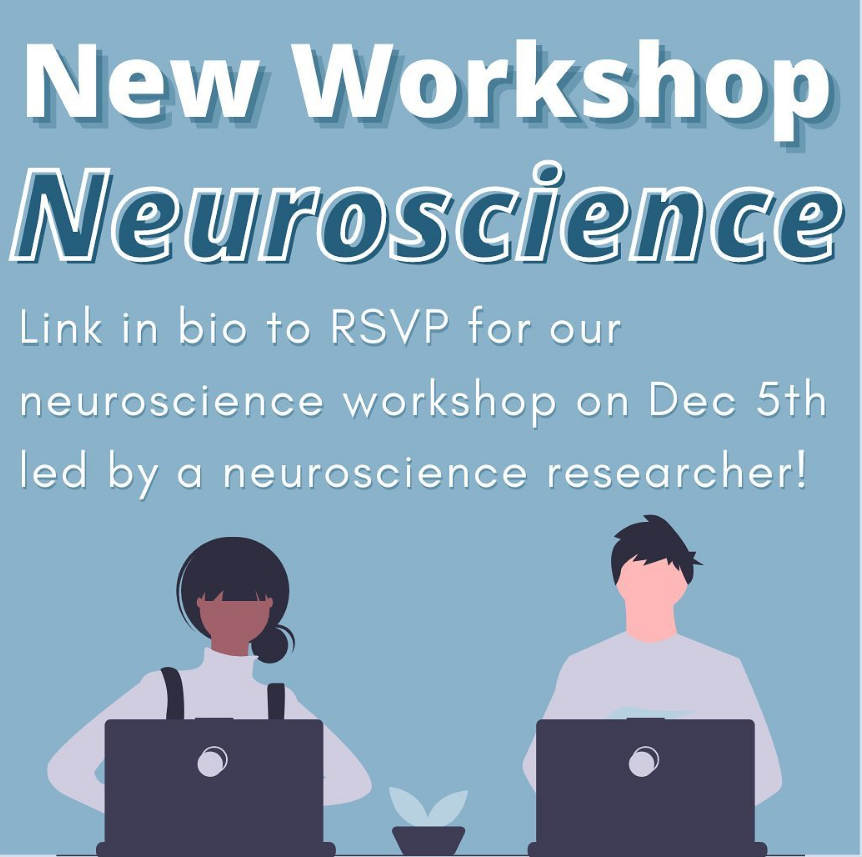 New Workshop
Neuroscience
Link in bio to RSVP for our
neuroscience workshop on Dec 5th
led by a neuroscience researcher!